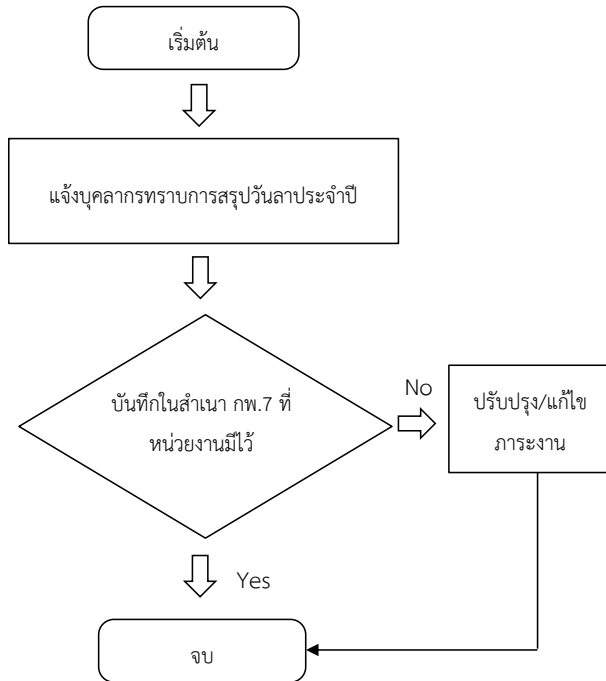 เริ่มต้น
แจ้งบุคลากรทราบการสรุปวันลาประจำปี
บันทึกในสำเนา กพ.7 ที่
หน่วยงานมีไว้
No
ปรับปรุง/แก้ไข
ภาระงาน
Yes
จบ